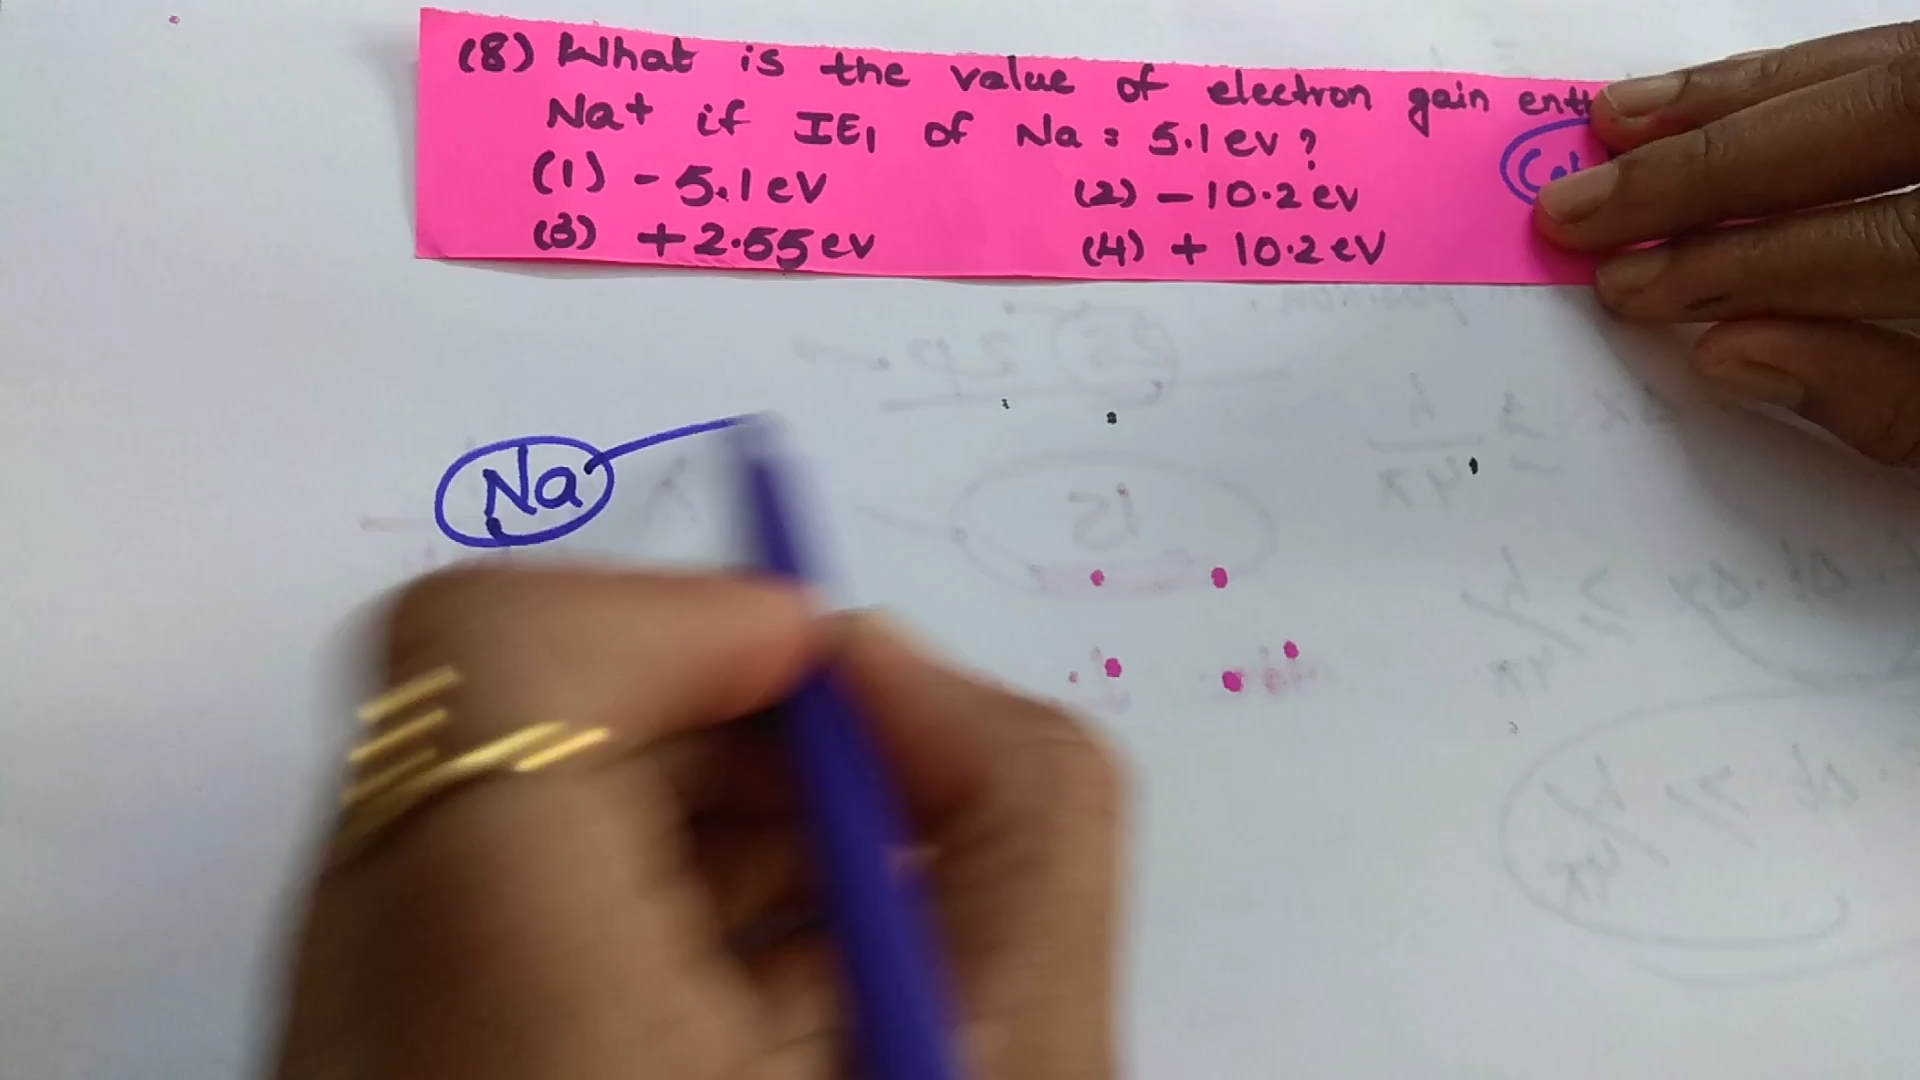 (8) What is the value of electron gain
Na+ if IE1 of Na = 5.1 ev?
(1) - 5.1 eV (2) - 10.2 ev
(3) + 2.55 ev (4) + 10.2 eV
Na